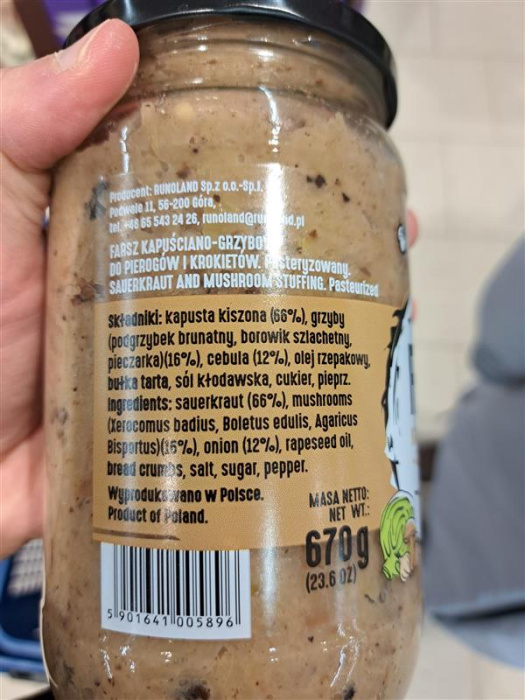 Producent: RUNOLAND Sp.z o.o.-Sp.j.
Podwale 11, 56-200 Góra,
tel. +48 65 543 24 26, runoland@runoland.pl
FARSZ KAPUŚCIANO-GRZYBOWY
DO PIEROGÓW I KROKIETÓW. Pasteryzowany.
SAUERKRAUT AND MUSHROOM STUFFING. Pasteurized
Składniki: kapusta kiszona (66%), grzyby
(podgrzybek brunatny, borowik szlachetny,
pieczarka)(16%), cebula (12%), olej rzepakowy,
bułka tarta, sól kłodawska, cukier, pieprz.
Ingredients: sauerkraut (66%), mushrooms
(Xerocomus badius, Boletus edulis, Agaricus
Bisportus)(16%), onion (12%), rapeseed oil,
bread crumbs, salt, sugar, pepper.
Wyprodukowano w Polsce.
Product of Poland.
MASA NETTO:
NET WT.:
670g
(23.6 OZ)
5 901641 005896